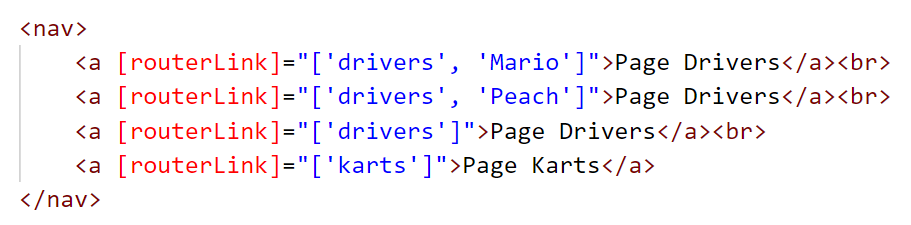 <nav>
    <a [routerLink]="['drivers', 'Mario']">Page Drivers</a><br>
    <a [routerLink]="['drivers', 'Peach']">Page Drivers</a><br>
    <a [routerLink]="['drivers']">Page Drivers</a><br>
    <a [routerLink]="['karts']">Page Karts</a>
</nav>